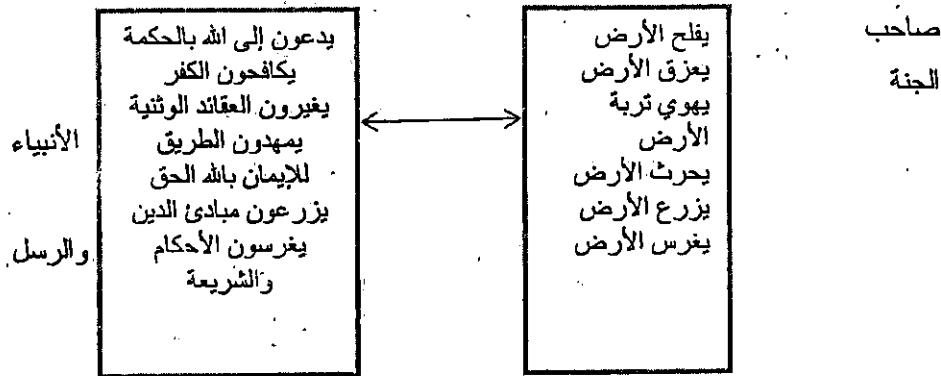 صاحب
الجنة
يفلح الأرض
يعزق الأرض
يهوي تربة
الأرض
يحرث الأرض
يزرع الأرض
يغرس الأرض
يدعون إلى الله بالحكمة
يكافحون الكفر
يغيرون العقائد الوثنية
يمهدون الطريق
للإيمان بالله الحق
يزرعون مبادئ الدين
يغرسون الأحكام
والشريعة
الأنبياء
والرسل